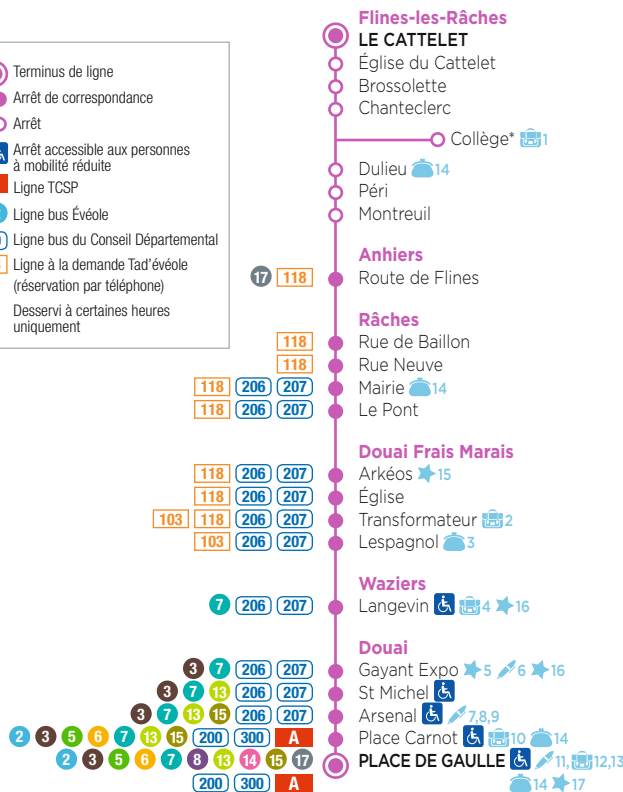 Terminus de ligne
Arrêt de correspondance
Arrêt
Arrêt accessible aux personnes
à mobilité réduite
Ligne TCSP
Ligne bus Évéole
Ligne bus du Conseil Départemental
Ligne à la demande Tad'évéole
(réservation par téléphone)
Desservi à certaines heures
uniquement
Flines-les-Râches
LE CATTELET
Église du Cattelet
Brossolette
Chanteclerc
Collège* 1
Dulieu 14
Péri
Montreuil
Anhiers
17 118 Route de Flines
Râches
118 Rue de Baillon
118 Rue Neuve
118 206 207 Mairie 14
118 206 207 Le Pont
Douai Frais Marais
118 206 207 Arkéos 15
118 206 207 Église
103 118 206 207 Transformateur 2
103 206 207 Lespagnol 3
Waziers
7 206 207 Langevin 4 16
Douai
3 7 206 207 Gayant Expo 5 6 16
3 7 13 206 207 St Michel
3 7 13 15 206 207 Arsenal 7,8,9
2 3 5 6 7 13 15 200 300 A Place Carnot 10 14
2 3 5 6 7 8 13 14 15 17 PLACE DE GAULLE 11, 12,13
200 300 A 14 17